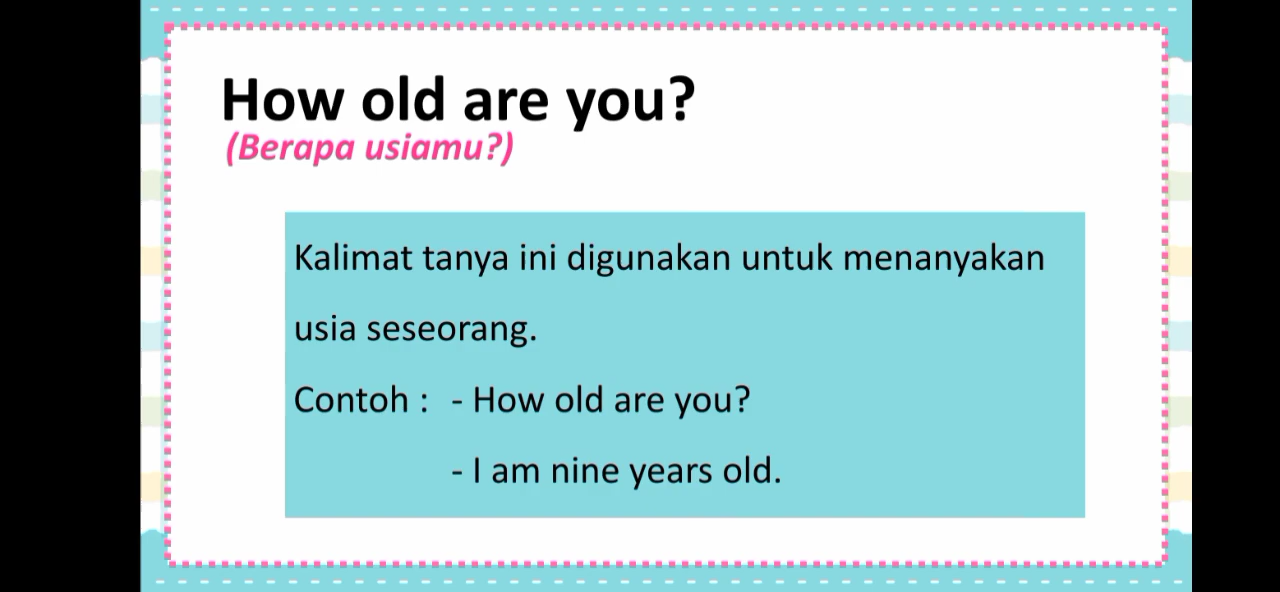 How old are you?
(Berapa usiamu?)
Kalimat tanya ini digunakan untuk menanyakan
usia seseorang.
Contoh : - How old are you?
- I am nine years old.